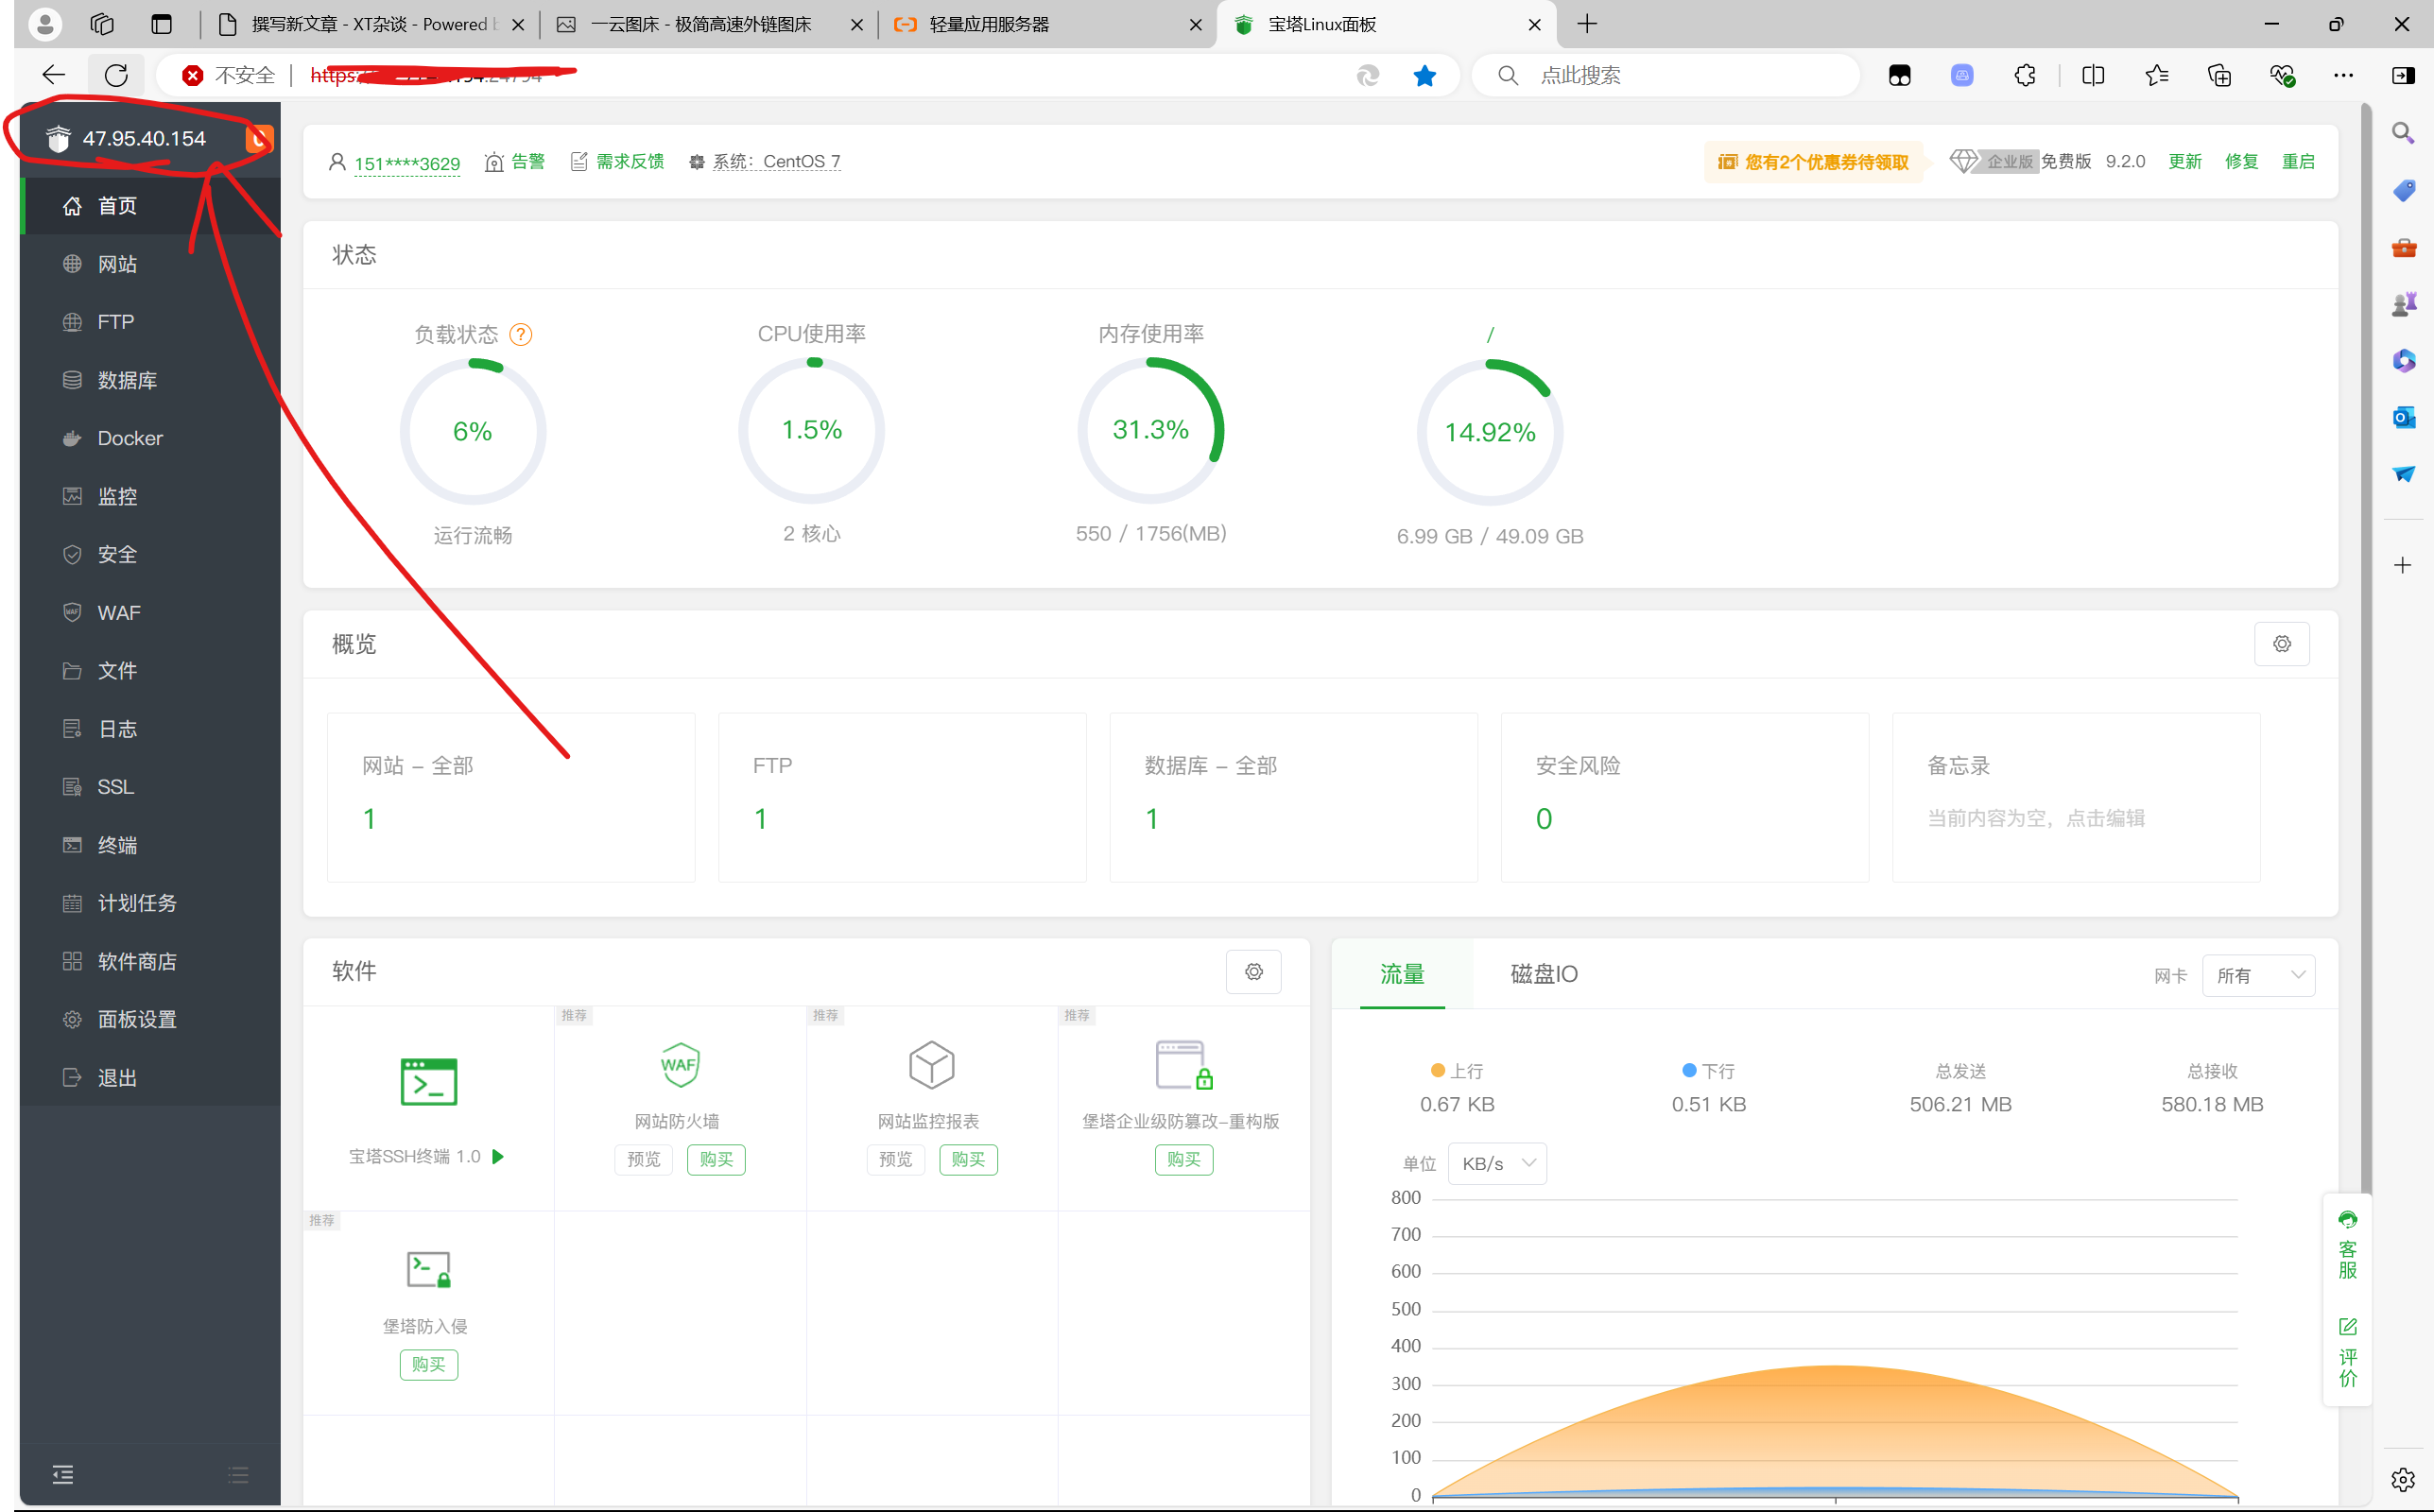 撰写新文章 - XT杂谈 - Powered b
一云图床 - 极简高速外链图床
轻量应用服务器
宝塔Linux面板
不安全
https:
点此搜索
47.95.40.154
0
首页
网站
FTP
数据库
Docker
监控
安全
WAF
文件
日志
SSL
终端
计划任务
软件商店
面板设置
退出
151****3629 告警 需求反馈 系统：CentOS 7
您有2个优惠券待领取 企业版 免费版 9.2.0 更新 修复 重启
状态
负载状态 ? CPU使用率 内存使用率 /
6% 1.5% 31.3% 14.92%
运行流畅 2 核心 550 / 1756(MB) 6.99 GB / 49.09 GB
概览
网站 - 全部 FTP 数据库 - 全部 安全风险 备忘录
1 1 1 0 当前内容为空，点击编辑
软件
推荐 推荐 推荐
WAF
宝塔SSH终端 1.0
网站防火墙
预览 购买
网站监控报表
预览 购买
堡塔企业级防篡改-重构版
购买
推荐
堡塔防入侵
购买
流量 磁盘IO 网卡 所有
上行 下行 总发送 总接收
0.67 KB 0.51 KB 506.21 MB 580.18 MB
单位 KB/s
800
700
600
500
400
300
200
100
0
客服
评价